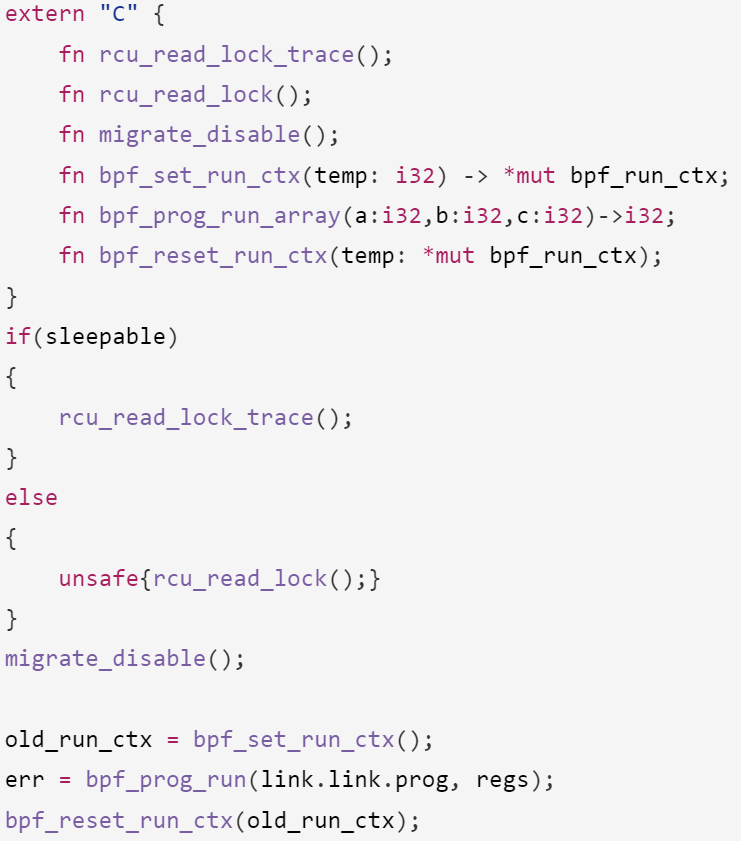 extern "C" {
    fn rcu_read_lock_trace();
    fn rcu_read_lock();
    fn migrate_disable();
    fn bpf_set_run_ctx(temp: i32) -> *mut bpf_run_ctx;
    fn bpf_prog_run_array(a:i32,b:i32,c:i32)->i32;
    fn bpf_reset_run_ctx(temp: *mut bpf_run_ctx);
}
if(sleepable)
{
    rcu_read_lock_trace();
}
else
{
    unsafe{rcu_read_lock();}
}
migrate_disable();

old_run_ctx = bpf_set_run_ctx();
err = bpf_prog_run(link.link.prog, regs);
bpf_reset_run_ctx(old_run_ctx);